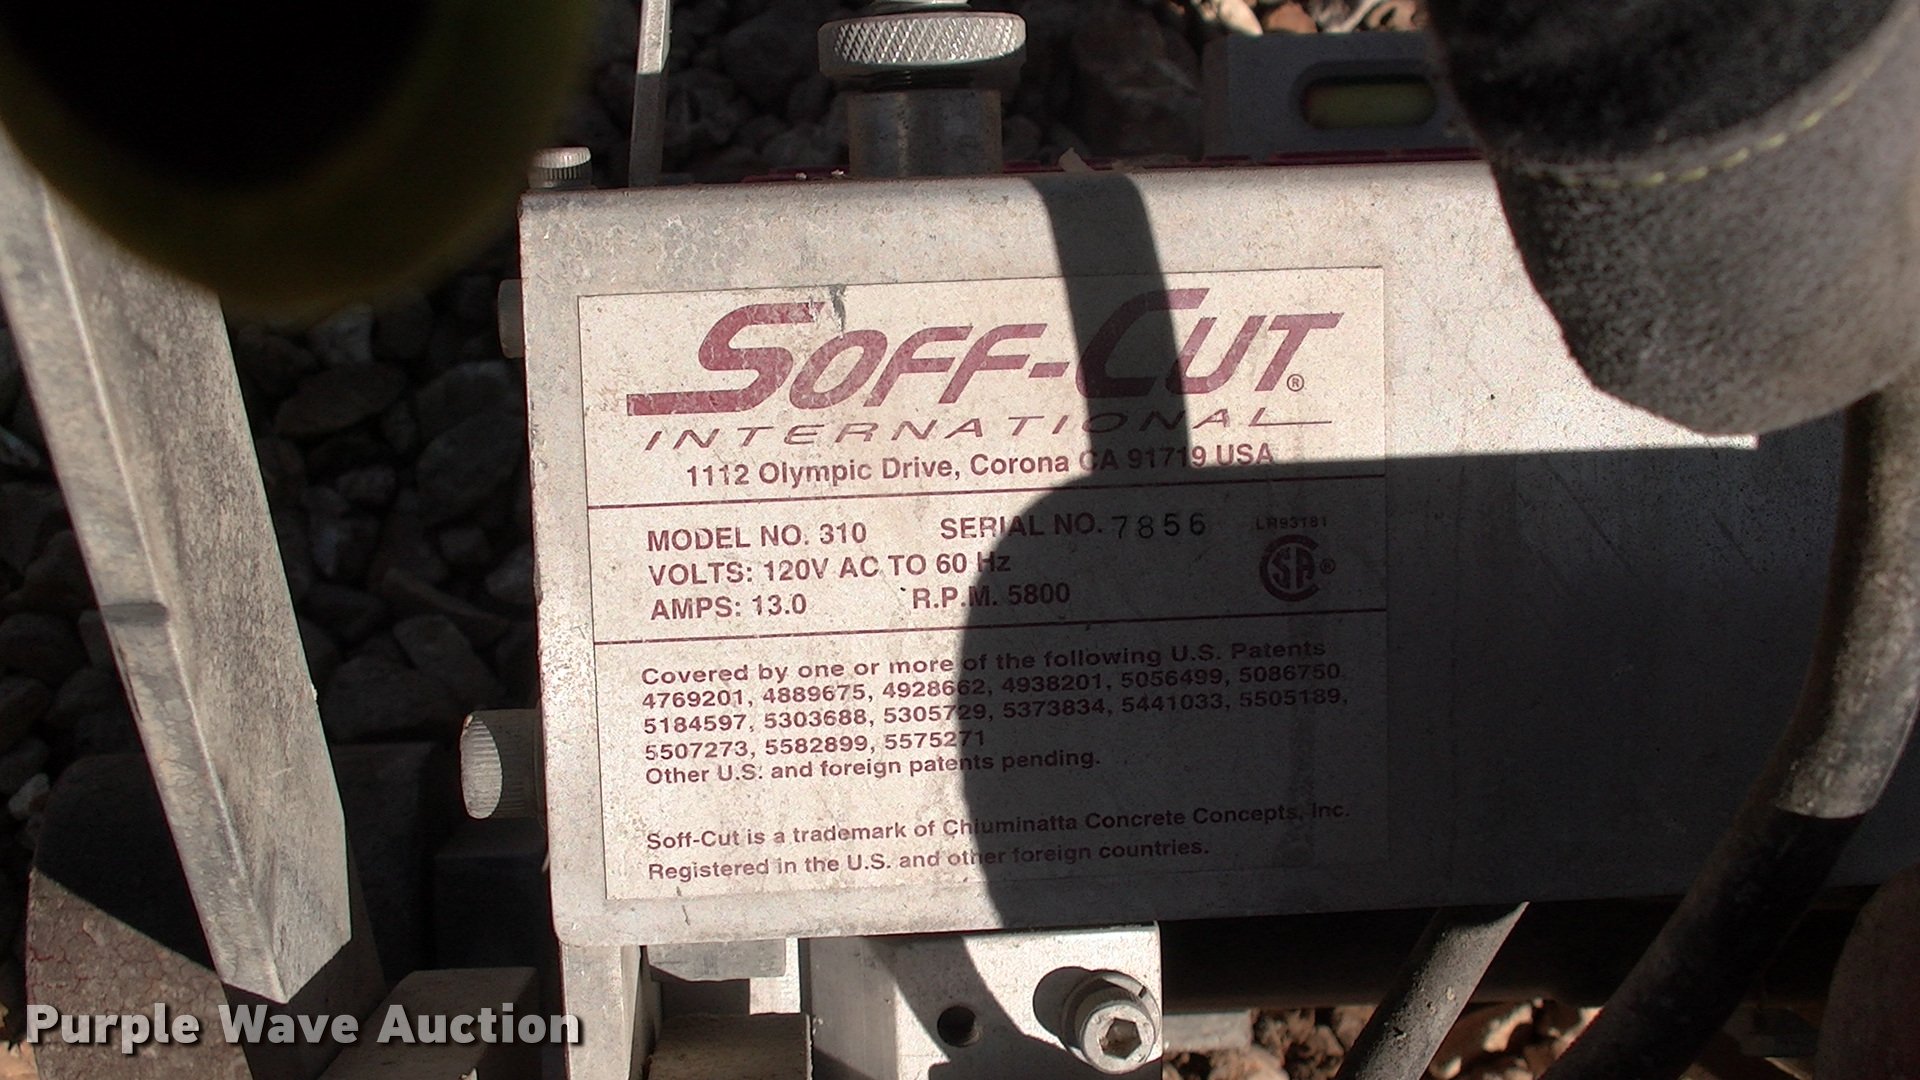 SOFF-CUT®
INTERNATIONAL
1112 Olympic Drive, Corona CA 91719 USA
MODEL NO. 310 SERIAL NO. 7856 LR93181
VOLTS: 120V AC TO 60 Hz
AMPS: 13.0 R.P.M. 5800
SA®
Covered by one or more of the following U.S. Patents
4769201, 4889675, 4928662, 4938201, 5056499, 5086750
5184597, 5303688, 5305729, 5373834, 5441033, 5505189,
5507273, 5582899, 5575271
Other U.S. and foreign patents pending.
Soff-Cut is a trademark of Chiuminatta Concrete Concepts, Inc.
Registered in the U.S. and other foreign countries.
Purple Wave Auction